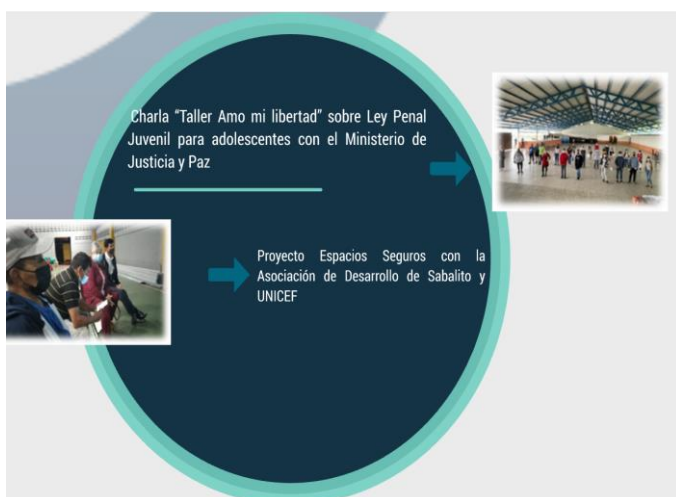 Charla “Taller Amo mi libertad” sobre Ley Penal
Juvenil para adolescentes con el Ministerio de
Justicia y Paz
Proyecto Espacios Seguros con la
Asociación de Desarrollo de Sabalito y
UNICEF